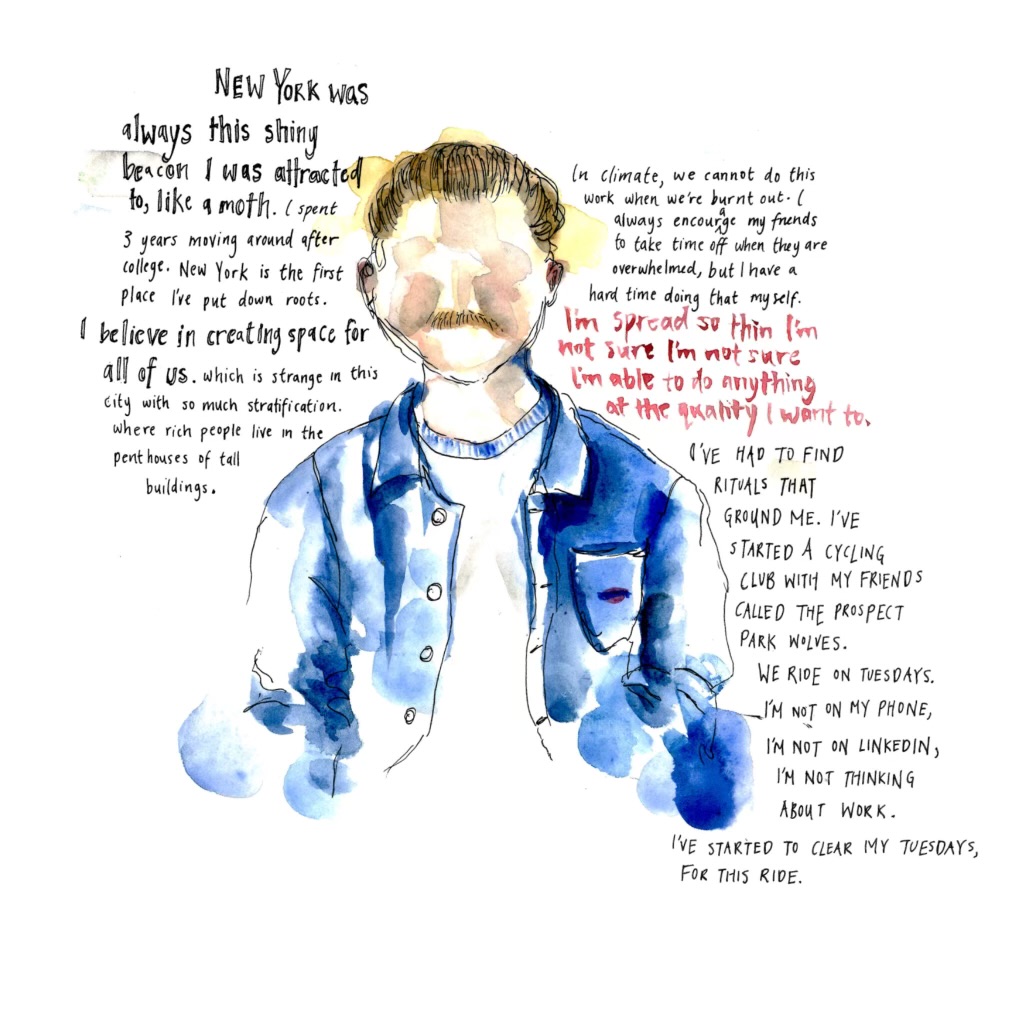 NEW YORK WAS
always this shiny
beacon I was attracted
to, like a moth. I spent
3 years moving around after
college. New York is the first
place I've put down roots.
I believe in creating space for
all of us. which is strange in this
city with so much stratification.
where rich people live in the
penthouses of tall
buildings.
In climate, we cannot do this
work when we're burnt out. I
always encourage my friends
to take time off when they are
overwhelmed, but I have a
hard time doing that myself.
I'm spread so thin I'm
not sure I'm not sure
I'm able to do anything
at the quality I want to.
I'VE HAD TO FIND
RITUALS THAT
GROUND ME. I'VE
STARTED A CYCLING
CLUB WITH MY FRIENDS
CALLED THE PROSPECT
PARK WOLVES.
WE RIDE ON TUESDAYS.
I'M NOT ON MY PHONE,
I'M NOT ON LINKEDIN,
I'M NOT THINKING
ABOUT WORK.
I'VE STARTED TO CLEAR MY TUESDAYS,
FOR THIS RIDE.